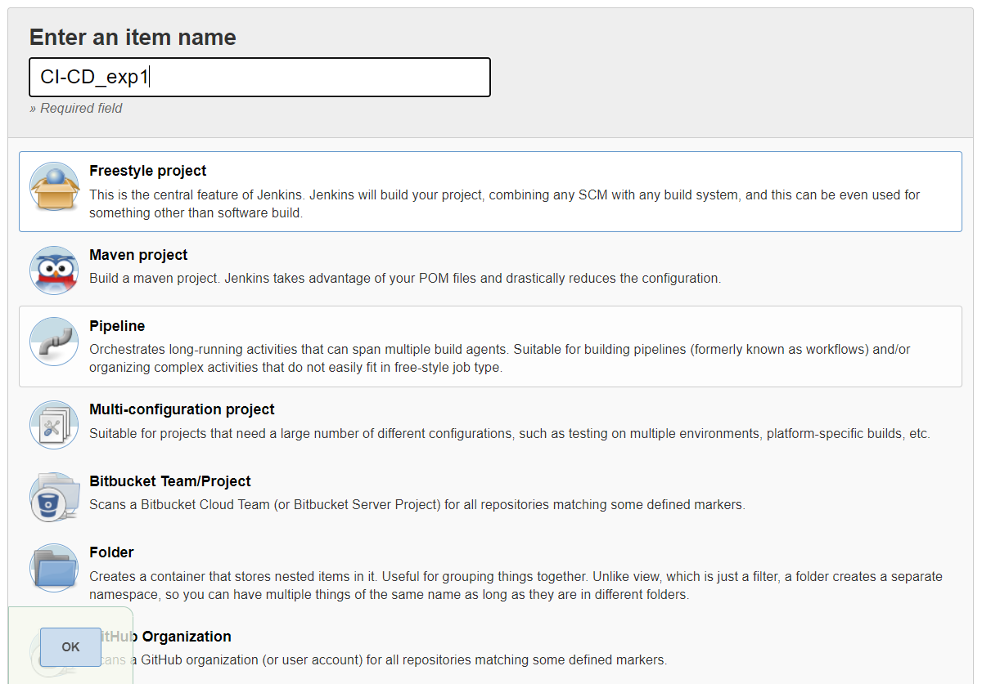 Enter an item name
CI-CD_exp1
» Required field
Freestyle project
This is the central feature of Jenkins. Jenkins will build your project, combining any SCM with any build system, and this can be even used for
something other than software build.
Maven project
Build a maven project. Jenkins takes advantage of your POM files and drastically reduces the configuration.
Pipeline
Orchestrates long-running activities that can span multiple build agents. Suitable for building pipelines (formerly known as workflows) and/or
organizing complex activities that do not easily fit in free-style job type.
Multi-configuration project
Suitable for projects that need a large number of different configurations, such as testing on multiple environments, platform-specific builds, etc.
Bitbucket Team/Project
Scans a Bitbucket Cloud Team (or Bitbucket Server Project) for all repositories matching some defined markers.
Folder
Creates a container that stores nested items in it. Useful for grouping things together. Unlike view, which is just a filter, a folder creates a separate
namespace, so you can have multiple things of the same name as long as they are in different folders.
GitHub Organization
OK
Scans a GitHub organization (or user account) for all repositories matching some defined markers.